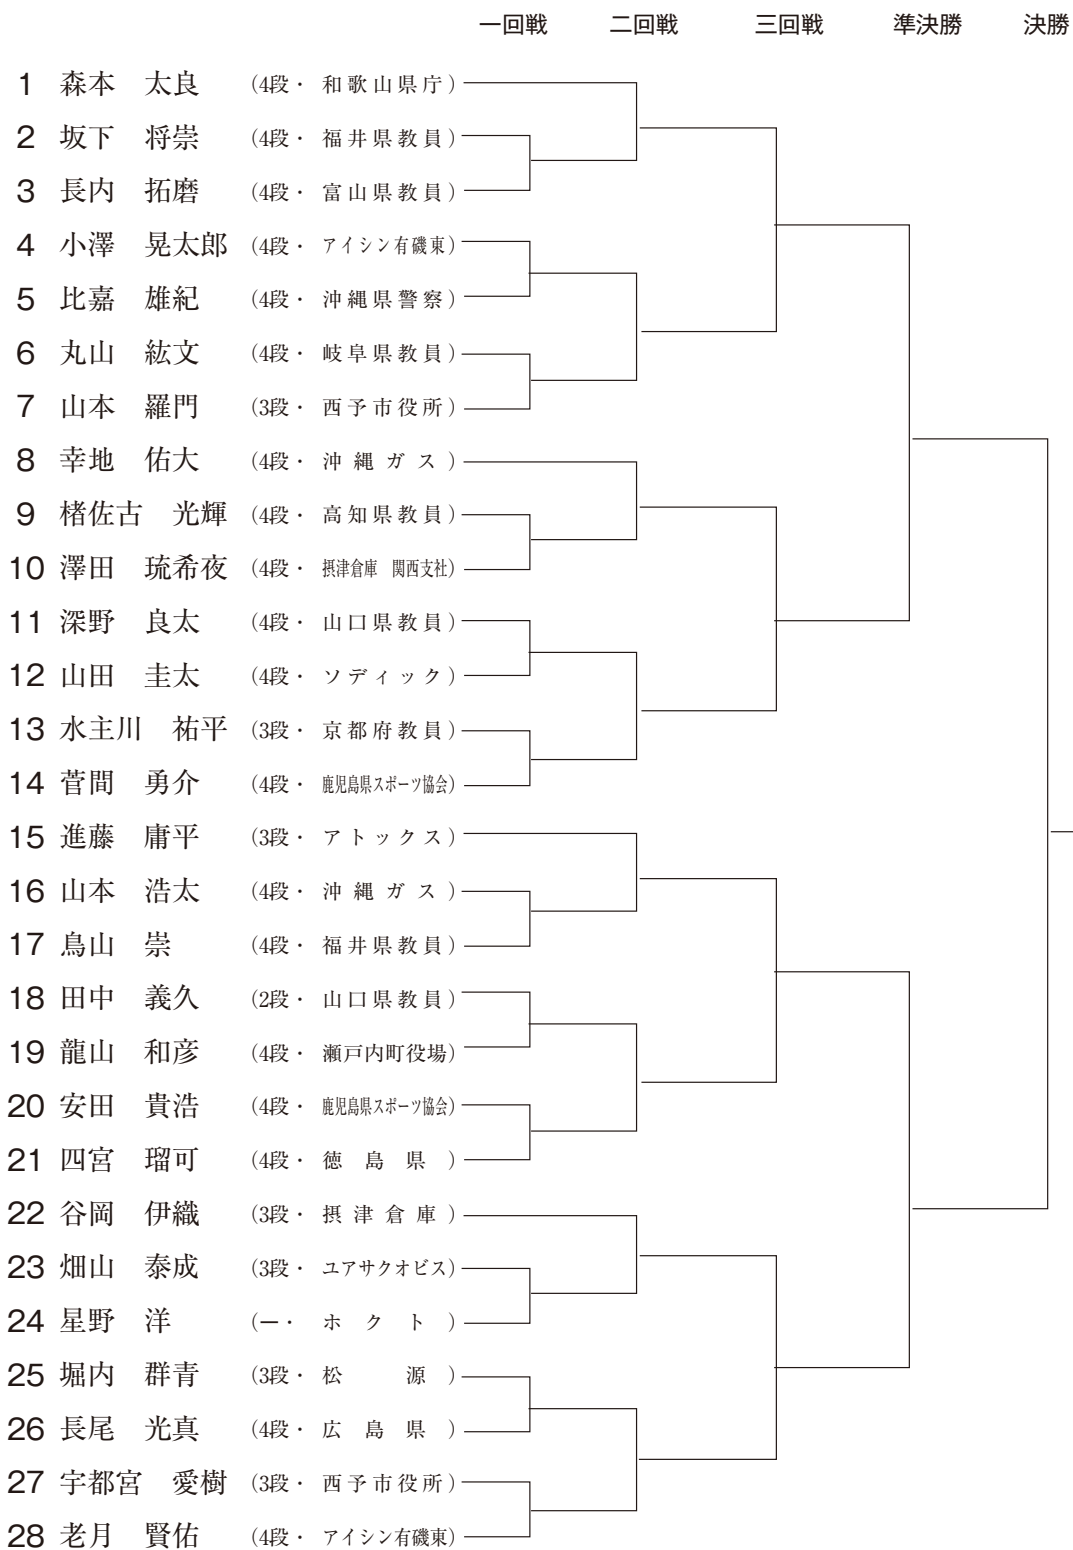 一回戦 二回戦 三回戦 準決勝 決勝
1 森本 太良 (4段・ 和歌山県庁)
2 坂下 将崇 (4段・ 福井県教員)
3 長内 拓磨 (4段・ 富山県教員)
4 小澤 晃太郎 (4段・ アイシン有磯東)
5 比嘉 雄紀 (4段・ 沖縄県警察)
6 丸山 紘文 (4段・ 岐阜県教員)
7 山本 羅門 (3段・ 西予市役所)
8 幸地 佑大 (4段・ 沖縄ガス)
9 楮佐古 光輝 (4段・ 高知県教員)
10 澤田 琉希夜 (4段・ 摂津倉庫 関西支社)
11 深野 良太 (4段・ 山口県教員)
12 山田 圭太 (4段・ ソディック)
13 水主川 祐平 (3段・ 京都府教員)
14 菅間 勇介 (4段・ 鹿児島県スポーツ協会)
15 進藤 庸平 (3段・ アトックス)
16 山本 浩太 (4段・ 沖縄ガス)
17 鳥山 崇 (4段・ 福井県教員)
18 田中 義久 (2段・ 山口県教員)
19 龍山 和彦 (4段・ 瀬戸内町役場)
20 安田 貴浩 (4段・ 鹿児島県スポーツ協会)
21 四宮 瑠可 (4段・ 徳島県)
22 谷岡 伊織 (3段・ 摂津倉庫)
23 畑山 泰成 (3段・ ユアサクオビス)
24 星野 洋 (ー・ ホクト)
25 堀内 群青 (3段・ 松源)
26 長尾 光真 (4段・ 広島県)
27 宇都宮 愛樹 (3段・ 西予市役所)
28 老月 賢佑 (4段・ アイシン有磯東)